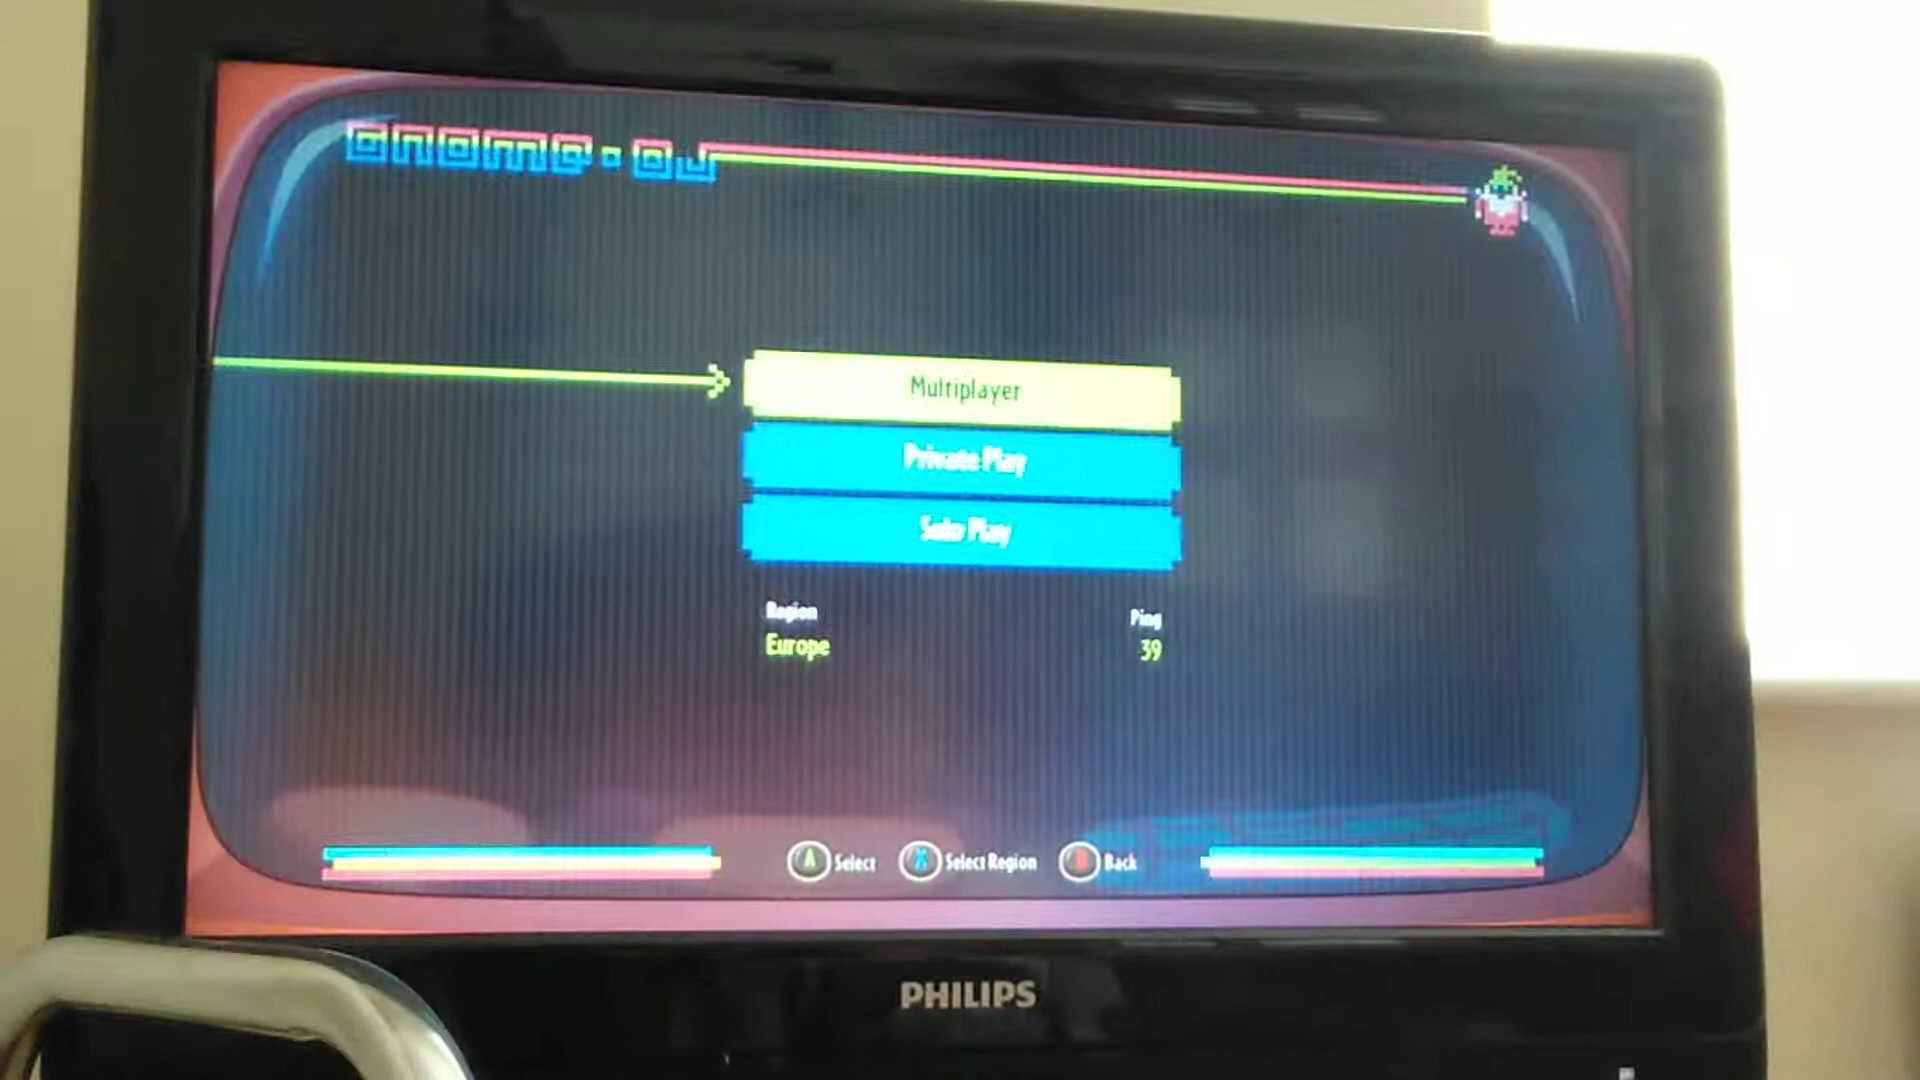 Multiplayer
Private Play
Solo Play
Region Ping
Europe 39
A Select X Select Region B Back
PHILIPS